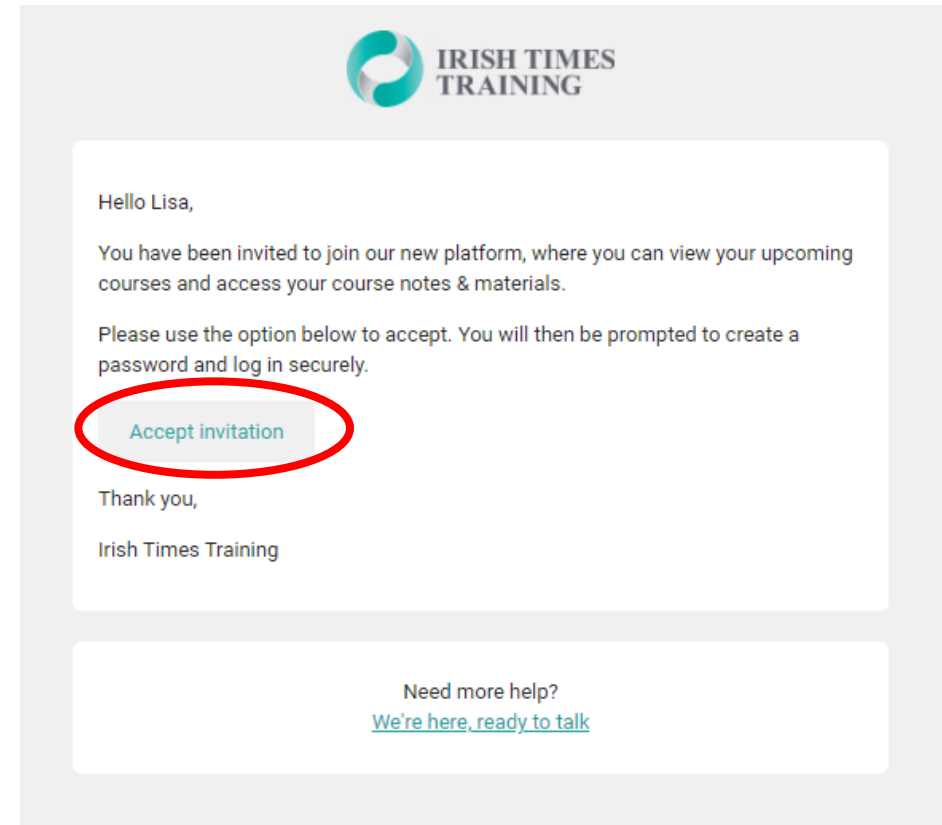 IRISH TIMES
TRAINING
Hello Lisa,
You have been invited to join our new platform, where you can view your upcoming
courses and access your course notes & materials.
Please use the option below to accept. You will then be prompted to create a
password and log in securely.
Accept invitation
Thank you,
Irish Times Training
Need more help?
We're here, ready to talk